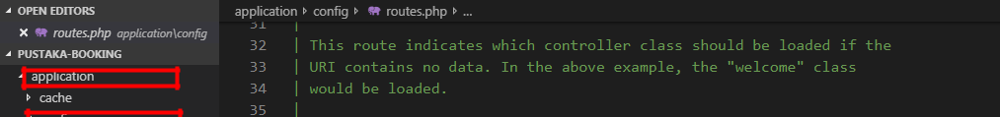 OPEN EDITORS
routes.php application\config
PUSTAKA-BOOKING
application
cache
application > config > routes.php > ...
31 |
32 | This route indicates which controller class should be loaded if the
33 | URI contains no data. In the above example, the "welcome" class
34 | would be loaded.
35 |